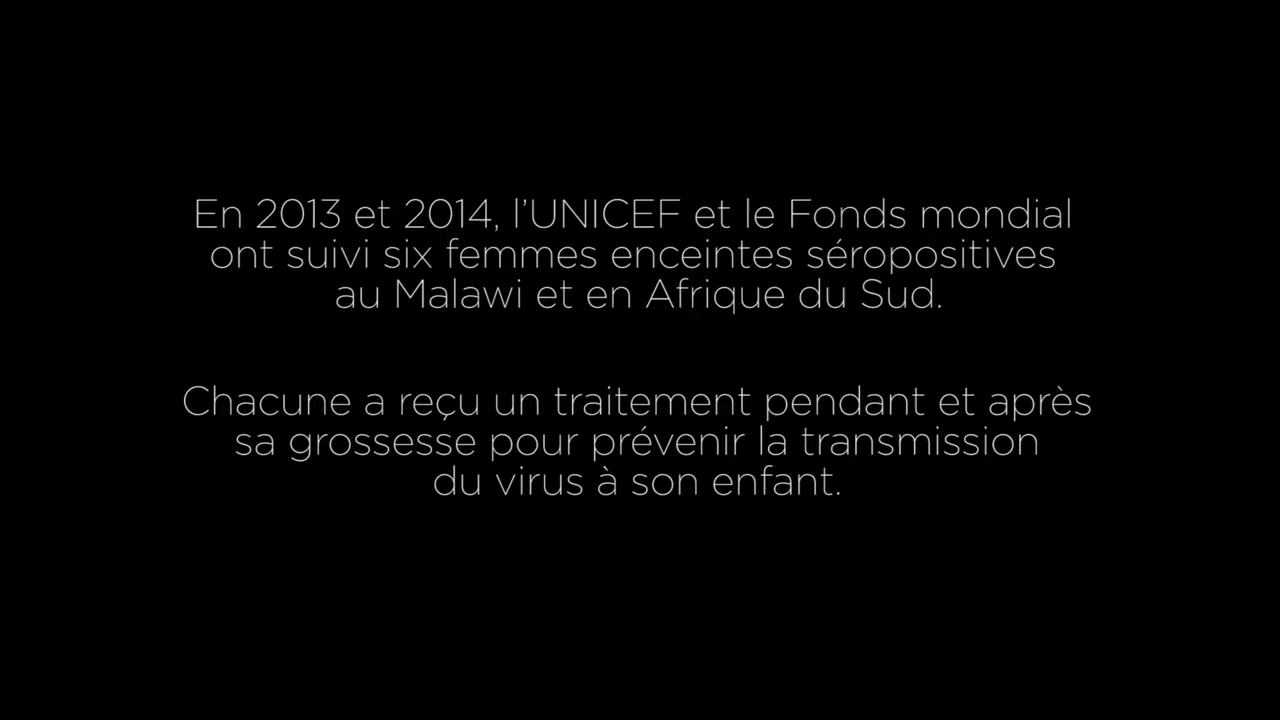 En 2013 et 2014, l’UNICEF et le Fonds mondial
ont suivi six femmes enceintes séropositives
au Malawi et en Afrique du Sud.
Chacune a reçu un traitement pendant et après
sa grossesse pour prévenir la transmission
du virus à son enfant.